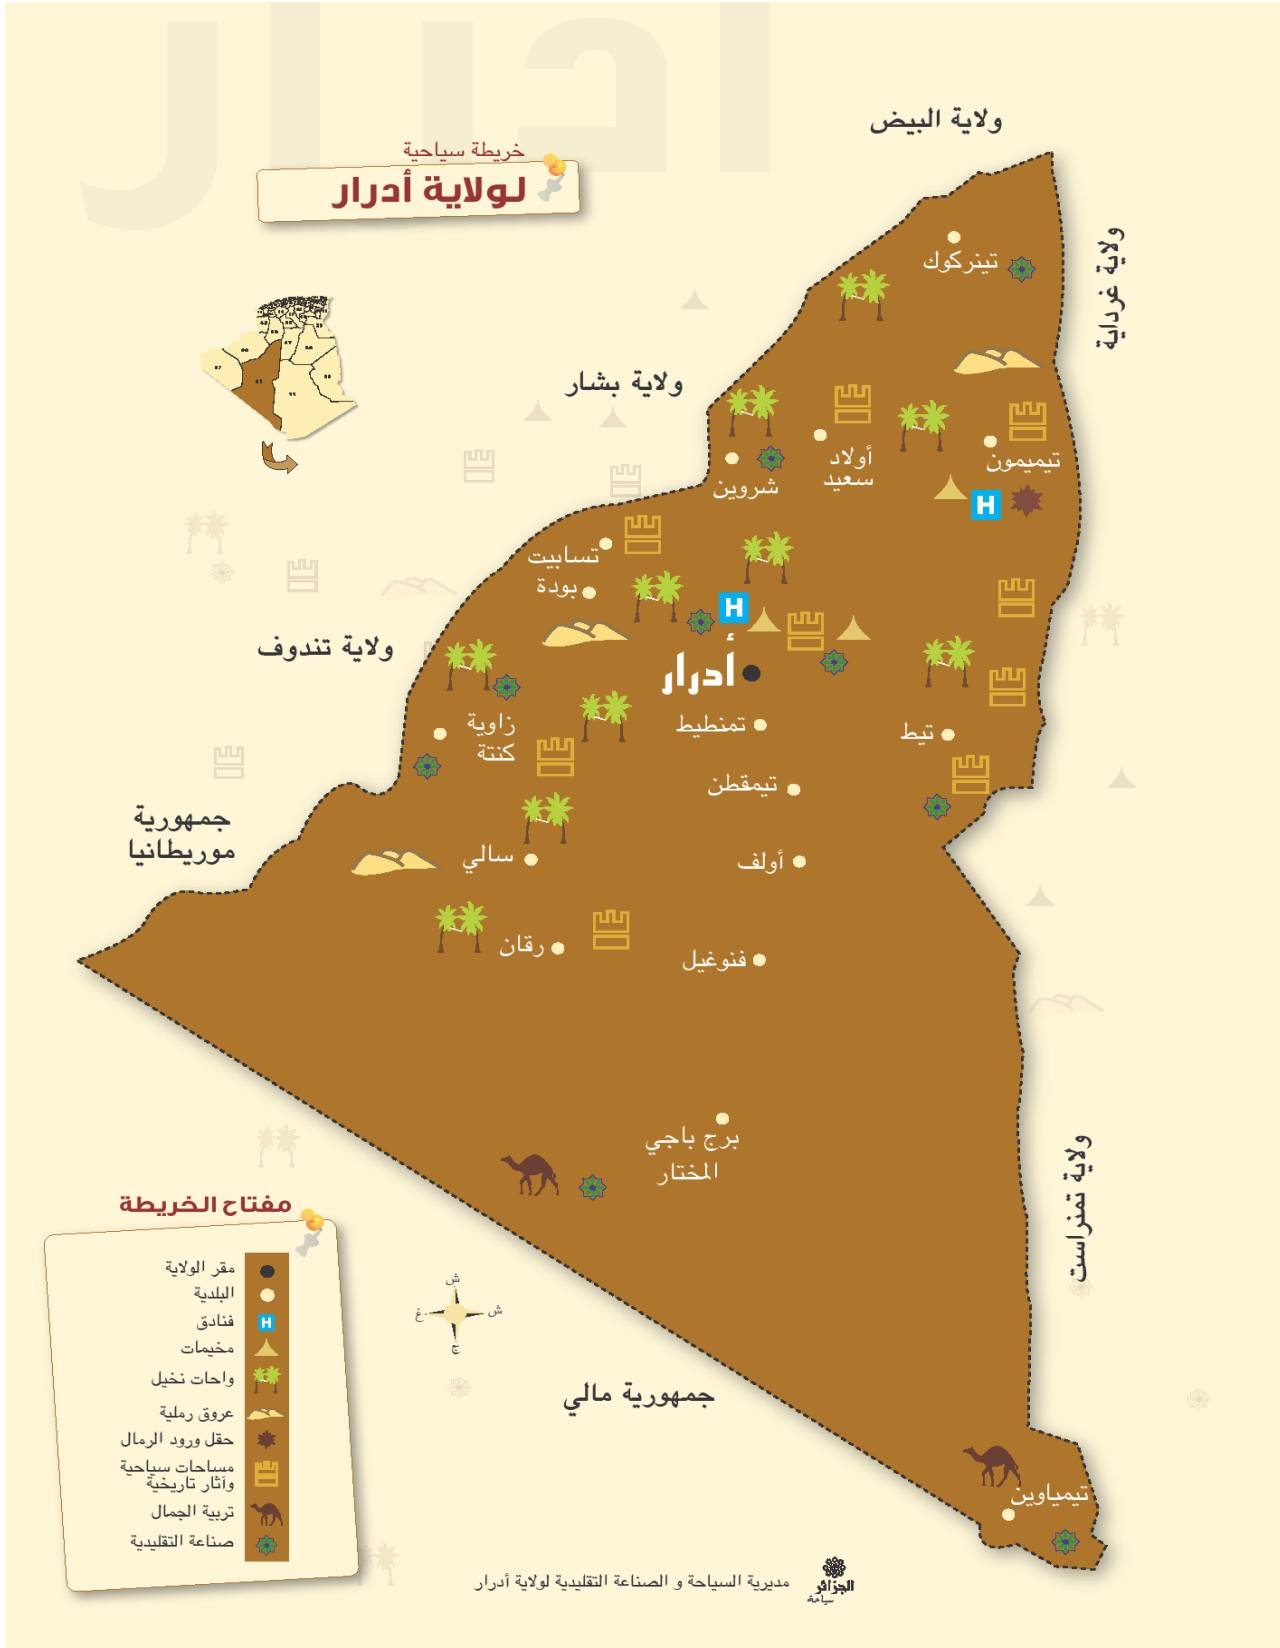 أدرار
ولاية البيض
خريطة سياحية
لولاية أدرار
ولاية غرداية
تينركوك
ولاية بشار
أولاد
سعيد
تيميمون
شروين
تسابيت
بودة
ولاية تندوف
أدرار
زاوية
كنتة
تمنطيط
تيط
تيمقطن
جمهورية
موريطانيا
سالي
أولف
رقان
فنوغيل
برج باجي
المختار
ولاية تمنراست
مفتاح الخريطة
مقر الولاية
البلدية
H فنادق
مخيمات
واحات نخيل
عروق رملية
حقل ورود الرمال
مساحات سياحية
وآثار تاريخية
تربية الجمال
صناعة التقليدية
ش
غ
ش
ج
جمهورية مالي
تيمياوين
H
H
مديرية السياحة و الصناعة التقليدية لولاية أدرار
الجزائر
سياحة